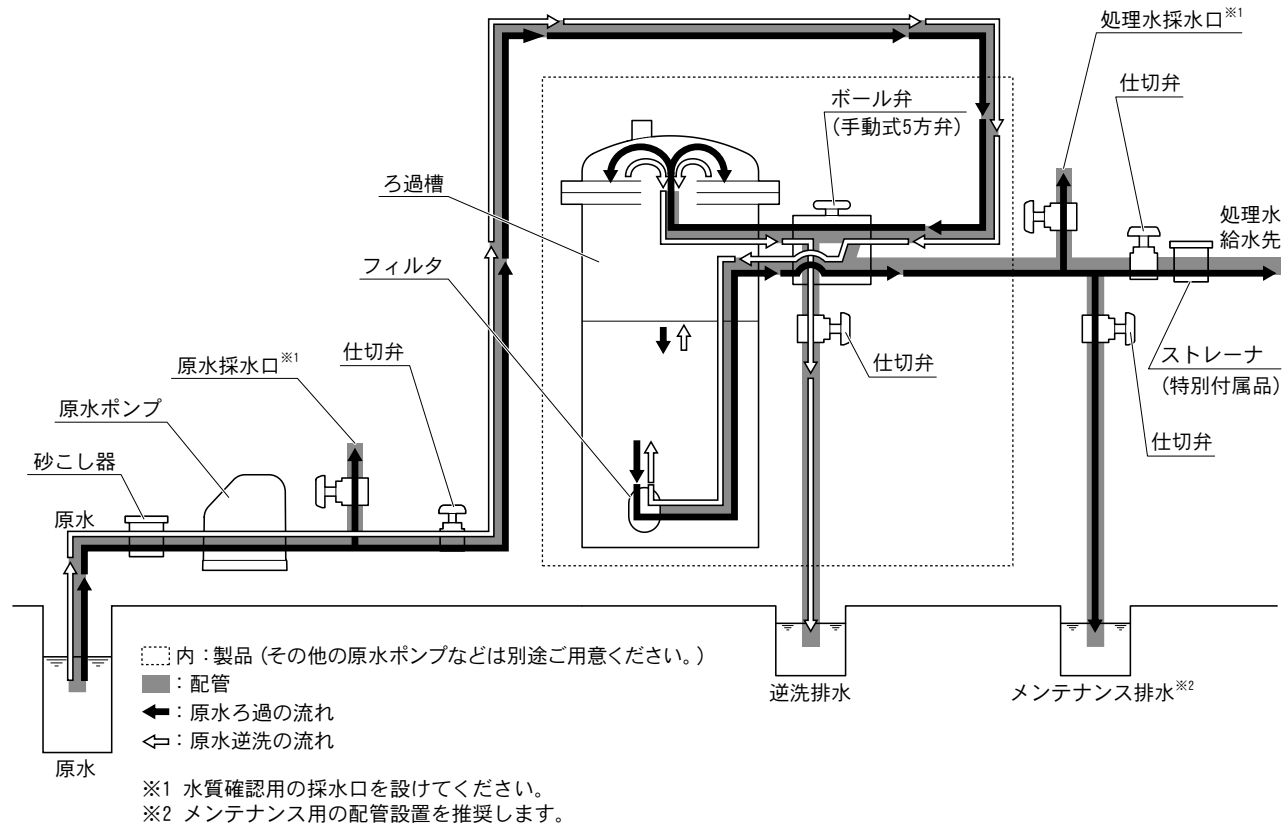 処理水採水口※1
仕切弁
ボール弁
(手動式5方弁)
ろ過槽
処理水
給水先
フィルタ
仕切弁
原水採水口※1
仕切弁
ストレーナ
(特別付属品)
原水ポンプ
仕切弁
砂こし器
原水
内：製品 (その他の原水ポンプなどは別途ご用意ください。)
：配管
：原水ろ過の流れ
：原水逆洗の流れ
逆洗排水
メンテナンス排水※2
原水
※1 水質確認用の採水口を設けてください。
※2 メンテナンス用の配管設置を推奨します。